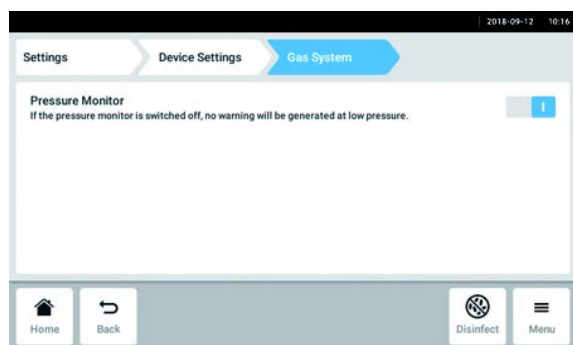 2018-09-12 10:16
Settings Device Settings Gas System
Pressure Monitor
If the pressure monitor is switched off, no warning will be generated at low pressure.
I
Home Back Disinfect Menu